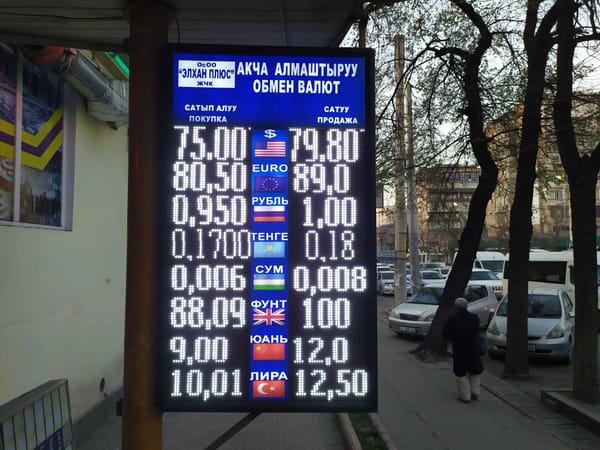 ОсОО
"ЭЛХАН ПЛЮС"
ЖЧК
АКЧА АЛМАШТЫРУУ
ОБМЕН ВАЛЮТ
САТЫП АЛУУ САТУУ
ПОКУПКА ПРОДАЖА
75,00 $ 79,80
EURO
80,50 89,0
РУБЛЬ
0,950 1,00
ТЕНГЕ
0,1700 0,18
СУМ
0,006 0,008
ФУНТ
88,09 100
ЮАНЬ
9,00 12,0
ЛИРА
10,01 12,50